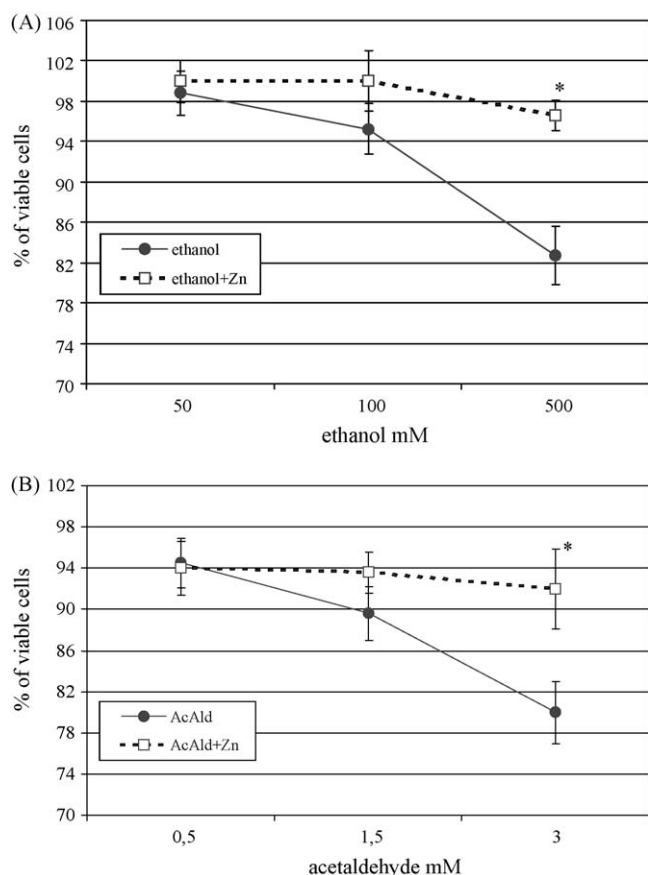 (A)
106
102
98
94
90
86
82
78
74
70
% of viable cells
*
ethanol
ethanol+Zn
50 100 500
ethanol mM
(B)
102
98
94
90
86
82
78
74
70
% of viable cells
*
AcAld
AcAld+Zn
0,5 1,5 3
acetaldehyde mM